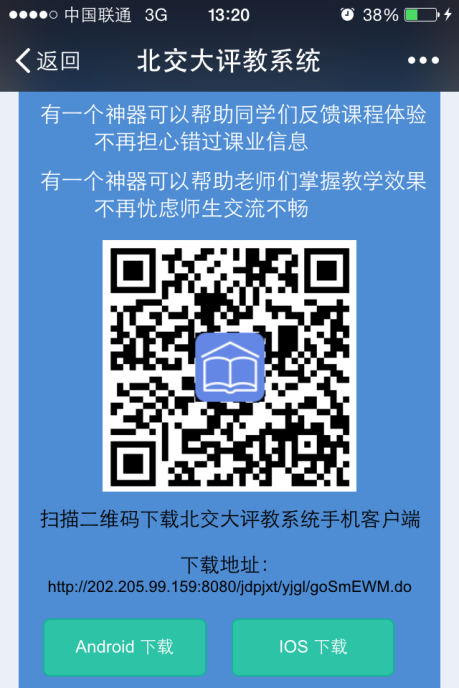 中国联通 3G 13:20 38%
返回 北交大评教系统
有一个神器可以帮助同学们反馈课程体验
不再担心错过课业信息
有一个神器可以帮助老师们掌握教学效果
不再忧虑师生交流不畅
扫描二维码下载北交大评教系统手机客户端
下载地址：
http://202.205.99.159:8080/jdpjxt/yjgl/goSmEWM.do
Android 下载 IOS 下载